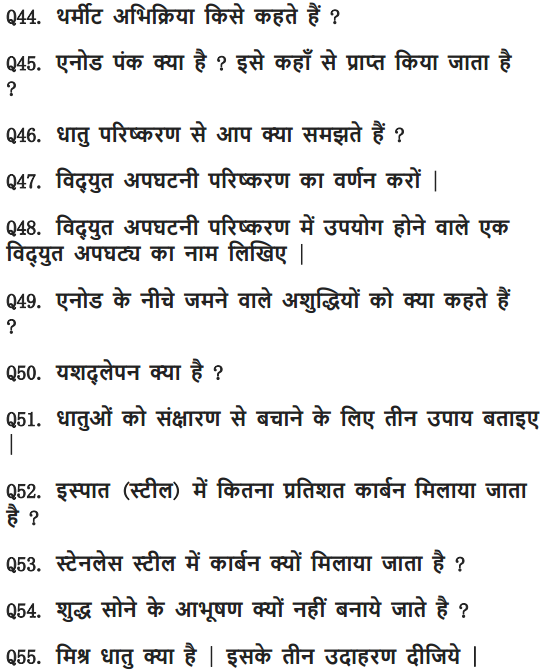 Q44. थर्मीट अभिक्रिया किसे कहते हैं ?
Q45. एनोड पंक क्या है ? इसे कहाँ से प्राप्त किया जाता है
?
Q46. धातु परिष्करण से आप क्या समझते हैं ?
Q47. विद्युत अपघटनी परिष्करण का वर्णन करों |
Q48. विद्युत अपघटनी परिष्करण में उपयोग होने वाले एक
विद्युत अपघट्य का नाम लिखिए |
Q49. एनोड के नीचे जमने वाले अशुद्धियों को क्या कहते हैं
?
Q50. यशद्लेपन क्या है ?
Q51. धातुओं को संक्षारण से बचाने के लिए तीन उपाय बताइए
|
Q52. इस्पात (स्टील) में कितना प्रतिशत कार्बन मिलाया जाता
है ?
Q53. स्टेनलेस स्टील में कार्बन क्यों मिलाया जाता है ?
Q54. शुद्ध सोने के आभूषण क्यों नहीं बनाये जाते है ?
Q55. मिश्र धातु क्या है | इसके तीन उदाहरण दीजिये |